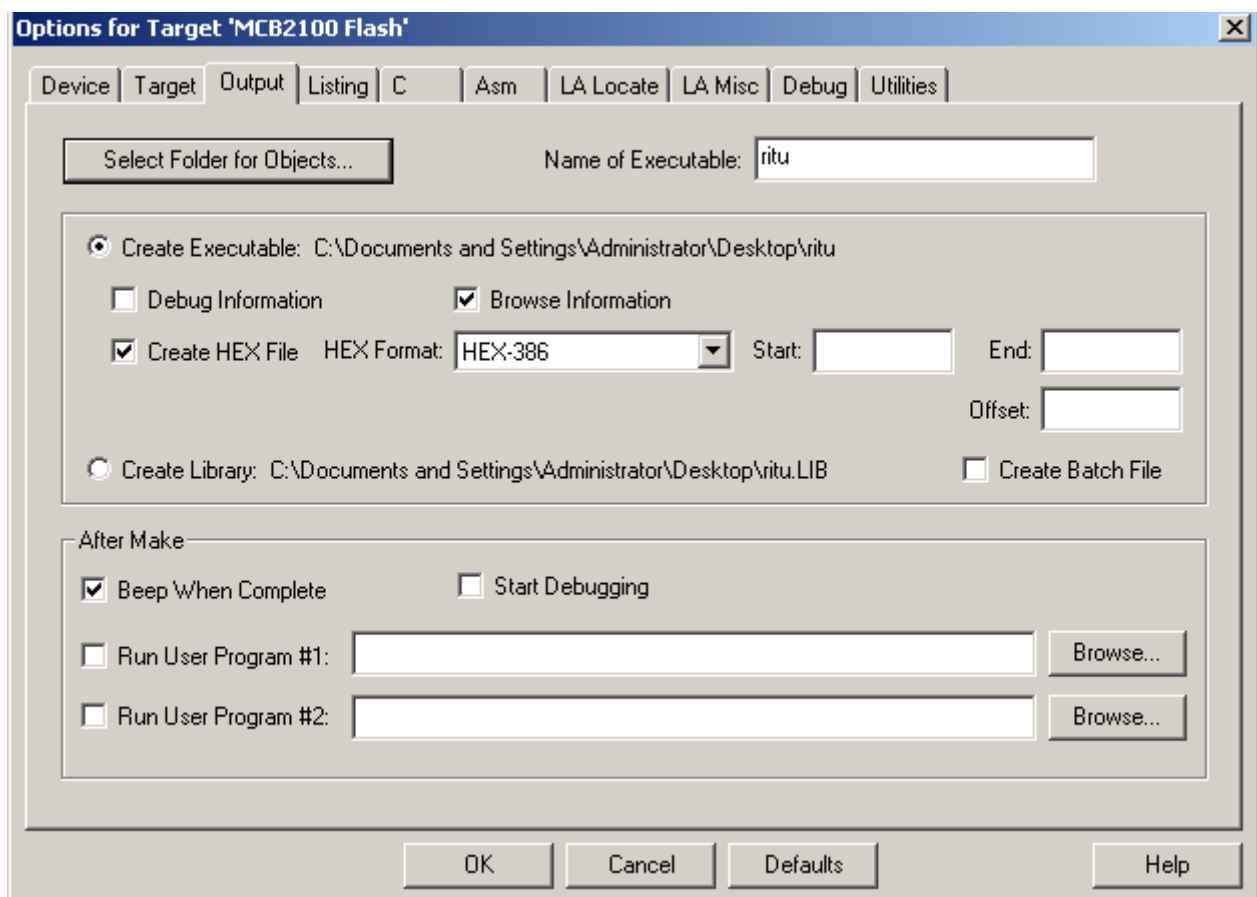 Options for Target 'MCB2100 Flash'
Device Target Output Listing C Asm LA Locate LA Misc Debug Utilities
Select Folder for Objects... Name of Executable: ritu
Create Executable: C:\Documents and Settings\Administrator\Desktop\ritu
Debug Information Browse Information
Create HEX File HEX Format: HEX-386 Start: End:
Offset:
Create Library: C:\Documents and Settings\Administrator\Desktop\ritu.LIB Create Batch File
After Make
Beep When Complete Start Debugging
Run User Program #1: Browse...
Run User Program #2: Browse...
OK Cancel Defaults Help